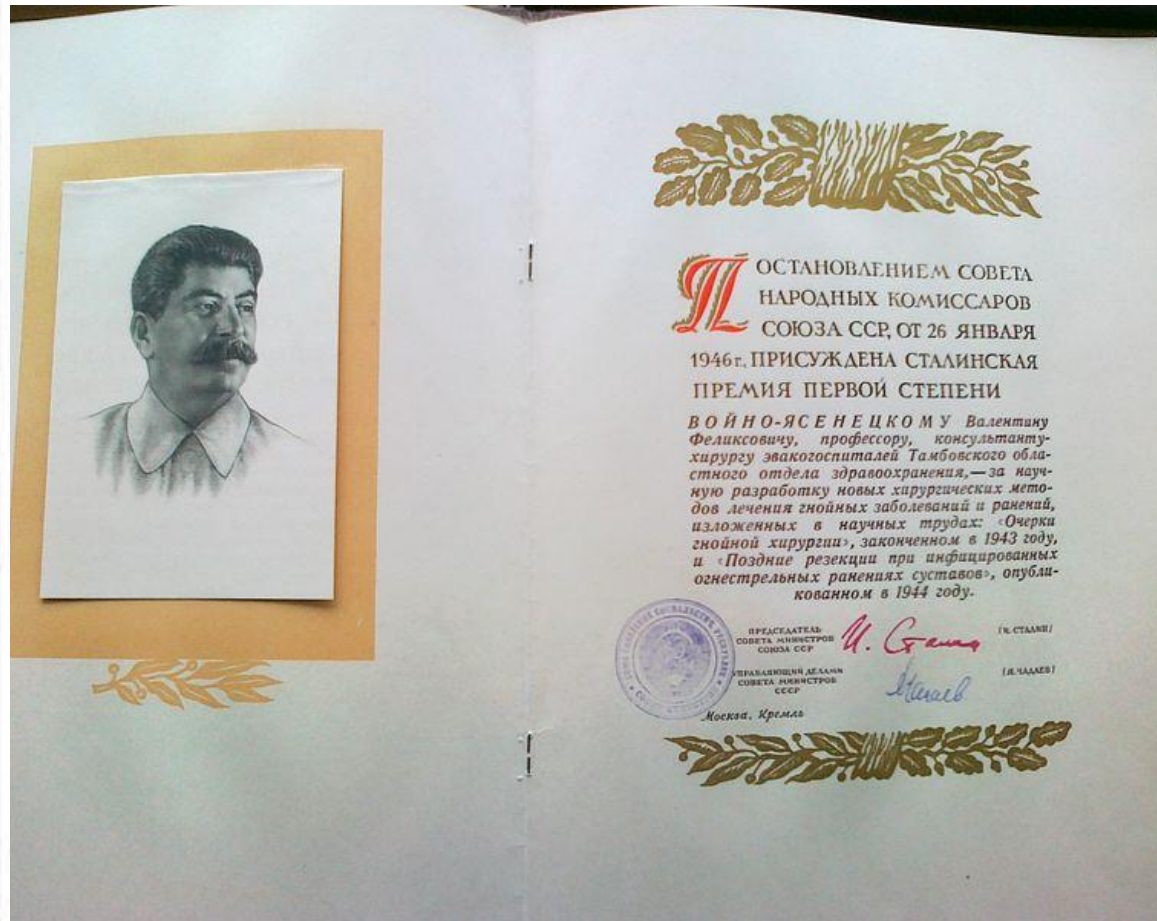 ПОСТАНОВЛЕНИЕМ СОВЕТА
НАРОДНЫХ КОМИССАРОВ
СОЮЗА ССР, ОТ 26 ЯНВАРЯ
1946 г., ПРИСУЖДЕНА СТАЛИНСКАЯ
ПРЕМИЯ ПЕРВОЙ СТЕПЕНИ
ВОЙНО-ЯСЕНЕЦКОМУ Валентину
Феликсовичу, профессору, консультанту-
хирургу эвакогоспиталей Тамбовского обла-
стного отдела здравоохранения,—за науч-
ную разработку новых хирургических мето-
дов лечения гнойных заболеваний и ранений,
изложенных в научных трудах: «Очерки
гнойной хирургии», законченном в 1943 году,
и «Поздние резекции при инфицированных
огнестрельных ранениях суставов», опубли-
кованном в 1944 году.
ПРЕДСЕДАТЕЛЬ
СОВЕТА МИНИСТРОВ
СОЮЗА ССР
И. Сталин
(И. СТАЛИН)
УПРАВЛЯЮЩИЙ ДЕЛАМИ
СОВЕТА МИНИСТРОВ
СССР
(Я. ЧАДАЕВ)
Москва, Кремль